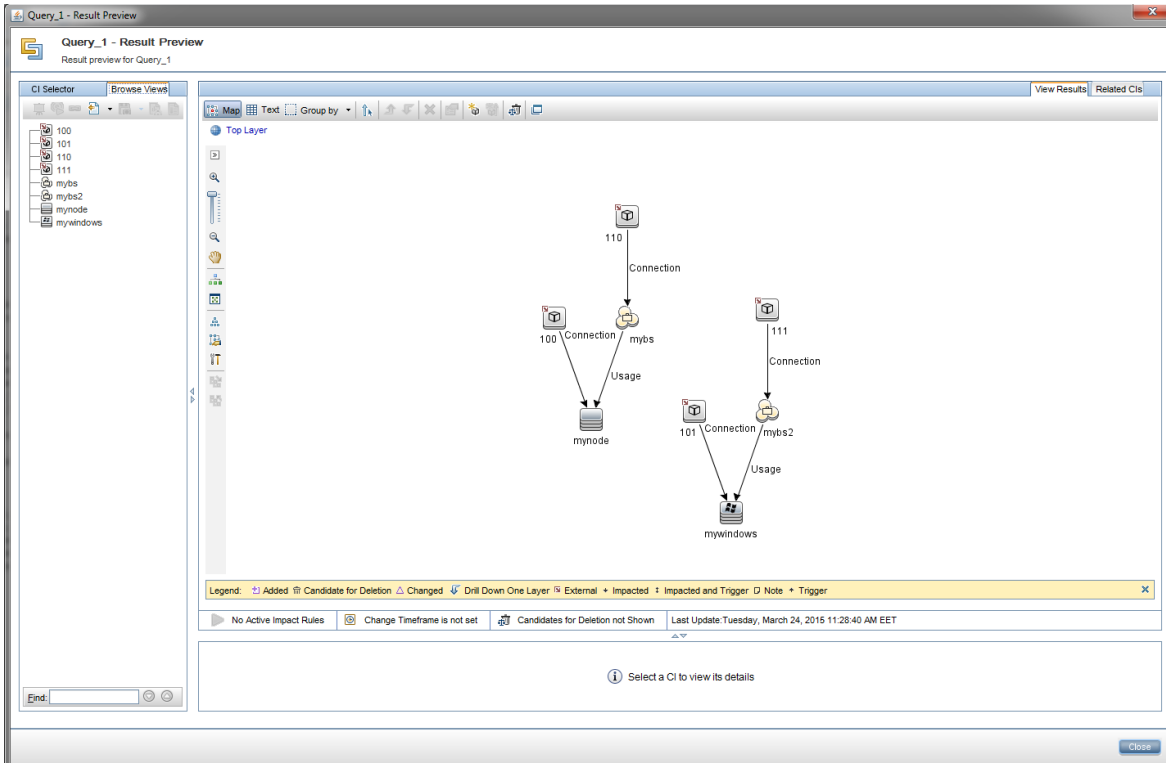 Query_1 - Result Preview
Query_1 - Result Preview
Result preview for Query_1
CI Selector
Browse Views
100
101
110
111
mybs
mybs2
mynode
mywindows
Find:
View Results
Related CIs
Map
Text
Group by
Top Layer
110
Connection
100
Connection
mybs
111
Usage
Connection
mynode
101
Connection
mybs2
Usage
mywindows
Legend: Added Candidate for Deletion Changed Drill Down One Layer External Impacted Impacted and Trigger Note Trigger
No Active Impact Rules
Change Timeframe is not set
Candidates for Deletion not Shown
Last Update:Tuesday, March 24, 2015 11:28:40 AM EET
Select a CI to view its details
Close